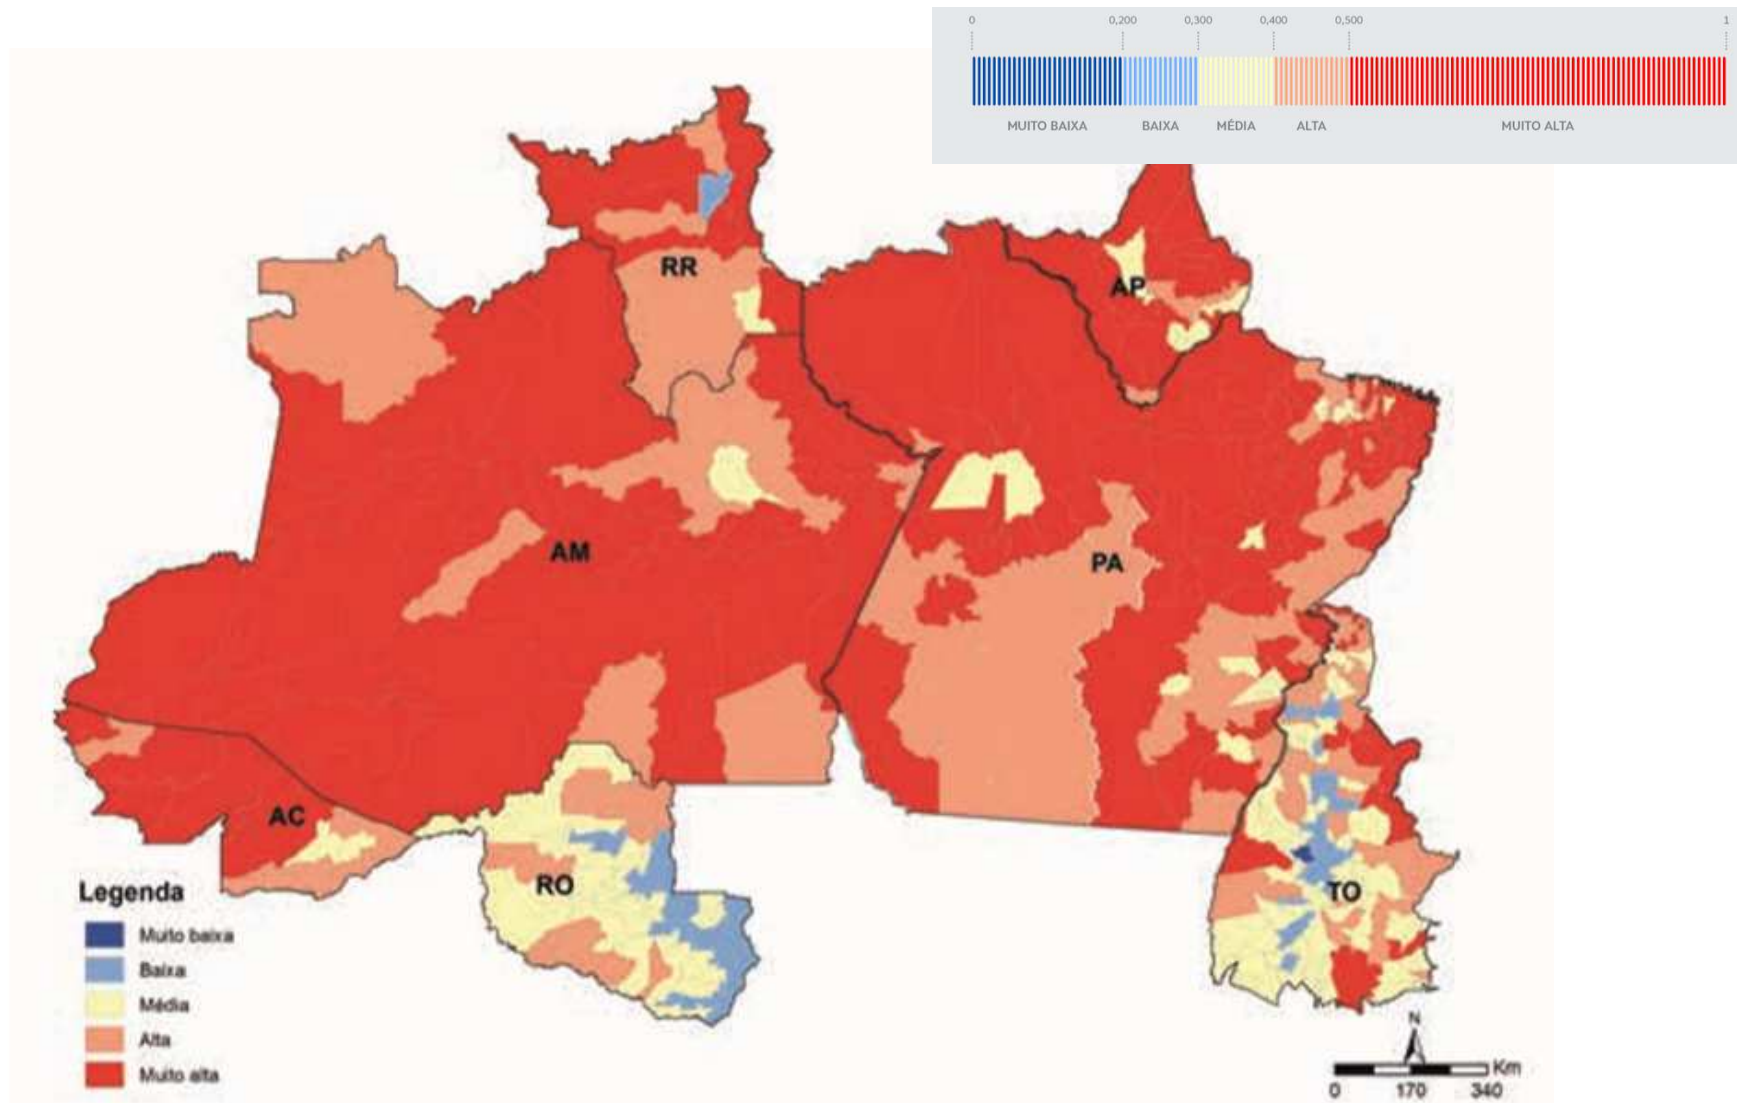 0 0,200 0,300 0,400 0,500 1
MUITO BAIXA BAIXA MÉDIA ALTA MUITO ALTA
RR
AP
AM
PA
AC
RO
TO
Legenda
Muito baixa
Baixa
Média
Alta
Muito alta
N
Km
0 170 340